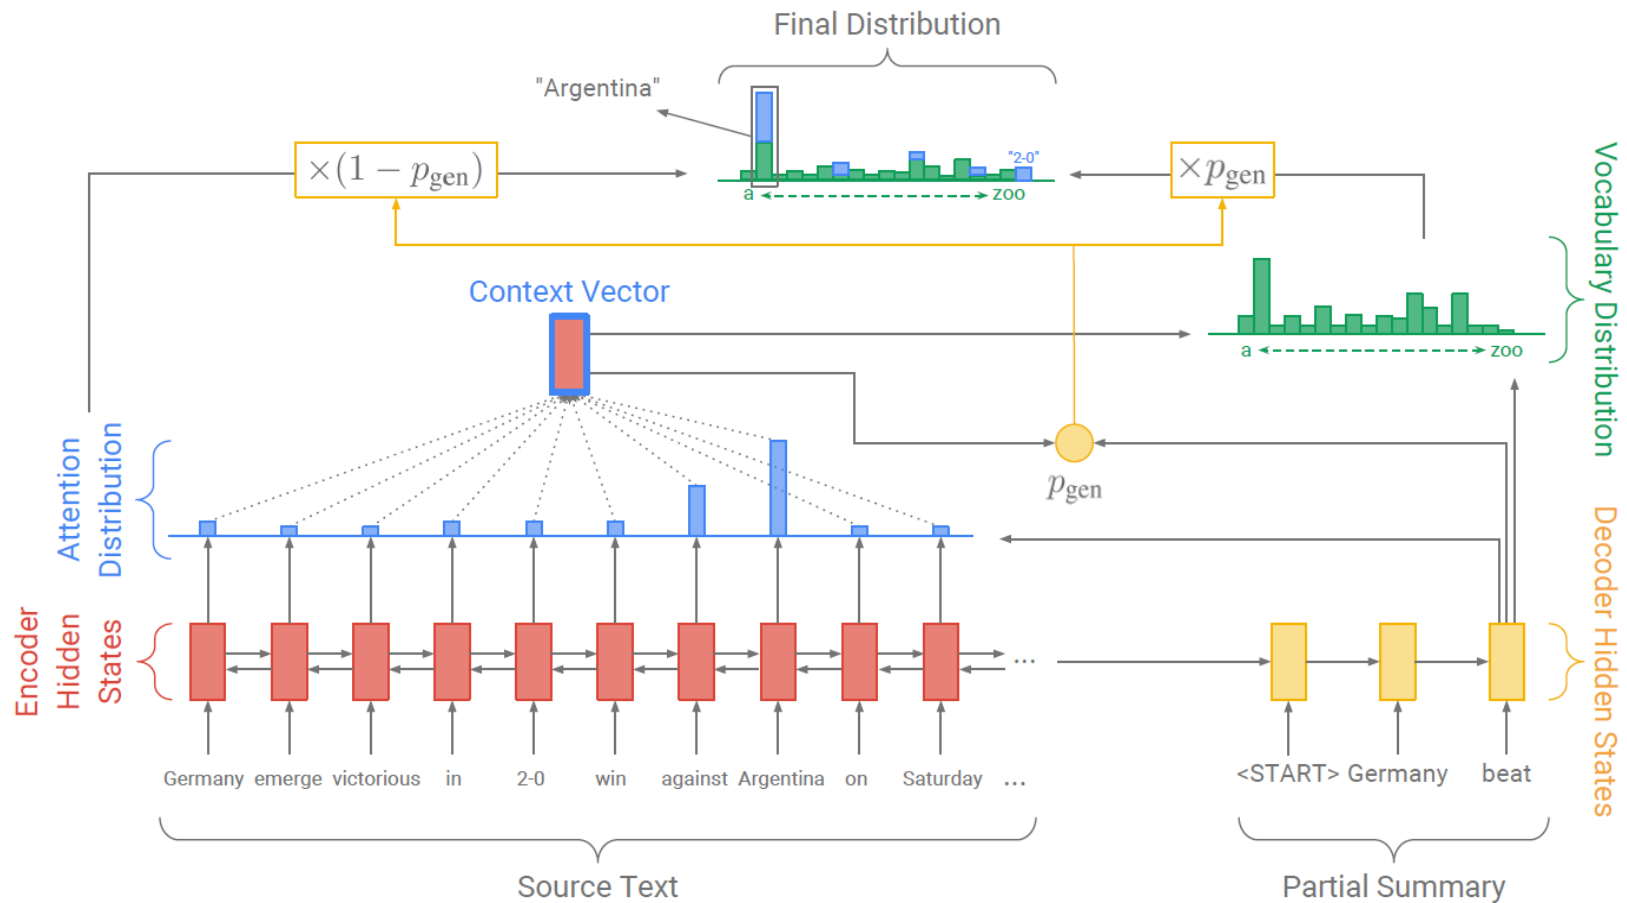 Final Distribution
"Argentina"
×(1 − pgen)
"2-0"
×pgen
a
zoo
Context Vector
Vocabulary Distribution
a
zoo
Attention
Distribution
pgen
Encoder
Hidden
States
Decoder Hidden States
...
Germany emerge victorious in 2-0 win against Argentina on Saturday ...
<START> Germany beat
Source Text
Partial Summary